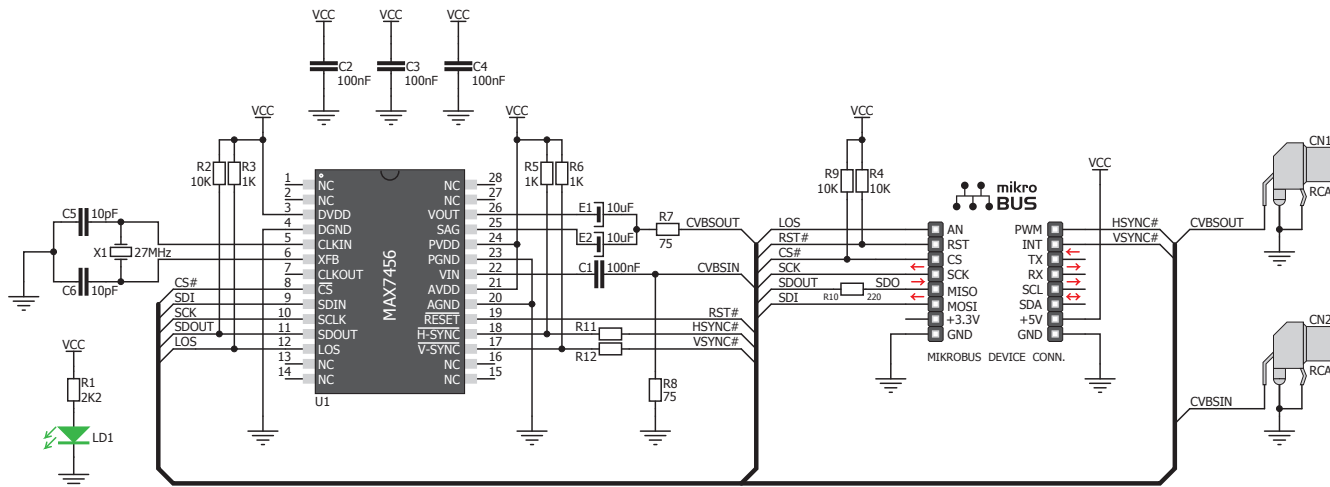 VCC
VCC
VCC
C2
100nF
C3
100nF
C4
100nF
VCC
R2
10K
R3
1K
VCC
R5
1K
R6
1K
C5
10pF
X1
27MHz
C6
10pF
1 NC
2 NC
3 DVDD
4 DGND
5 CLKIN
6 XFB
7 CLKOUT
8 CS
9 SDIN
10 SCLK
11 SDOUT
12 LOS
13 NC
14 NC
MAX7456
U1
NC 28
NC 27
VOUT 26
SAG 25
PVDD 24
PGND 23
VIN 22
AVDD 21
AGND 20
RESET 19
H-SYNC 18
V-SYNC 17
NC 16
NC 15
CS#
SDI
SCK
SDOUT
LOS
E1
10uF
E2
10uF
R7
75
CVBSOUT
C1
100nF
CVBSIN
RST#
R11
HSYNC#
R12
VSYNC#
R8
75
VCC
R1
2K2
LD1
VCC
R9
10K
R4
10K
mikro
BUS
LOS
RST#
CS#
SCK
SDOUT
R10
220
SDO
SDI
AN
RST
CS
SCK
MISO
MOSI
+3.3V
GND
PWM
INT
TX
RX
SCL
SDA
+5V
GND
MIKROBUS DEVICE CONN.
VCC
HSYNC#
VSYNC#
CVBSOUT
CN1
RCA
CVBSIN
CN2
RCA